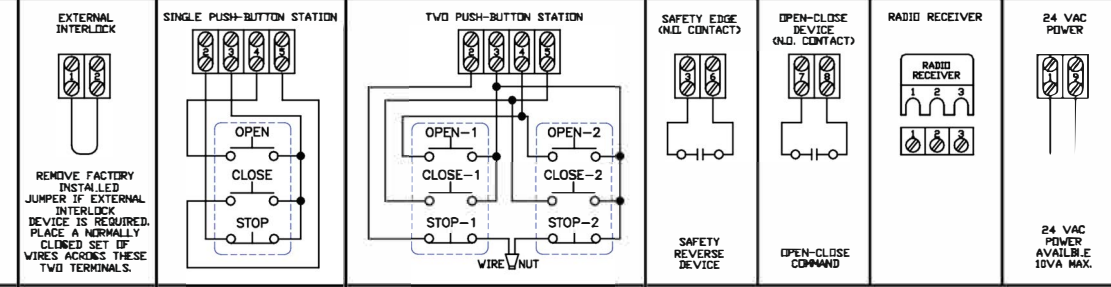 EXTERNAL
INTERLOCK
1 2
REMOVE FACTORY
INSTALLED
JUMPER IF EXTERNAL
INTERLOCK
DEVICE IS REQUIRED.
PLACE A NORMALLY
CLOSED SET OF
WIRES ACROSS THESE
TWO TERMINALS.
SINGLE PUSH-BUTTON STATION
2 3 4 5
OPEN
CLOSE
STOP
TWO PUSH-BUTTON STATION
2 3 4 5
OPEN-1 OPEN-2
CLOSE-1 CLOSE-2
STOP-1 STOP-2
WIRE NUT
SAFETY EDGE
(N.O. CONTACT)
3 6
SAFETY
REVERSE
DEVICE
OPEN-CLOSE
DEVICE
(N.O. CONTACT)
7 8
OPEN-CLOSE
COMMAND
RADIO RECEIVER
RADIO
RECEIVER
1 2 3
1 2 3
24 VAC
POWER
1 9
24 VAC
POWER
AVAILBLE
10VA MAX.